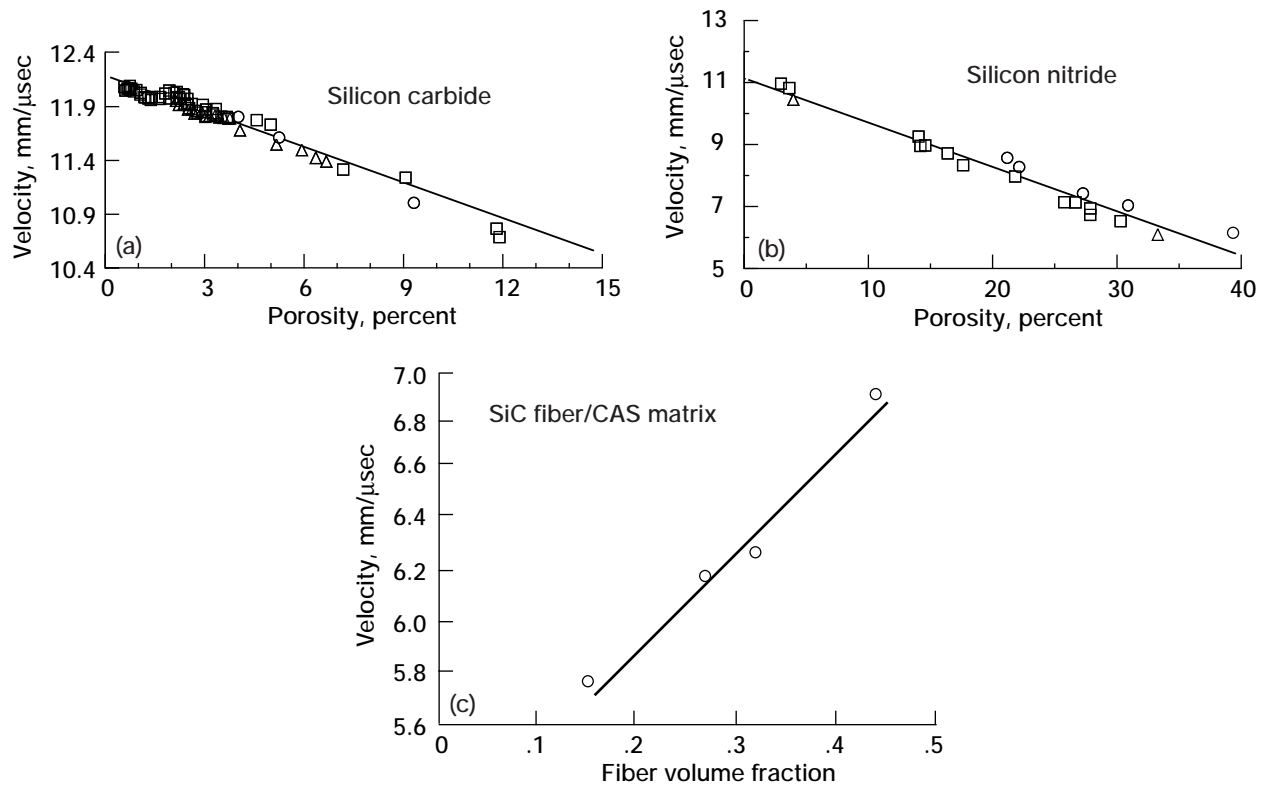 12.4
11.9
11.4
10.9
10.4
Velocity, mm/μsec
Silicon carbide
(a)
0 3 6 9 12 15
Porosity, percent
13
11
9
7
5
Velocity, mm/μsec
Silicon nitride
(b)
0 10 20 30 40
Porosity, percent
7.0
6.8
6.6
6.4
6.2
6.0
5.8
5.6
Velocity, mm/μsec
SiC fiber/CAS matrix
(c)
0 .1 .2 .3 .4 .5
Fiber volume fraction